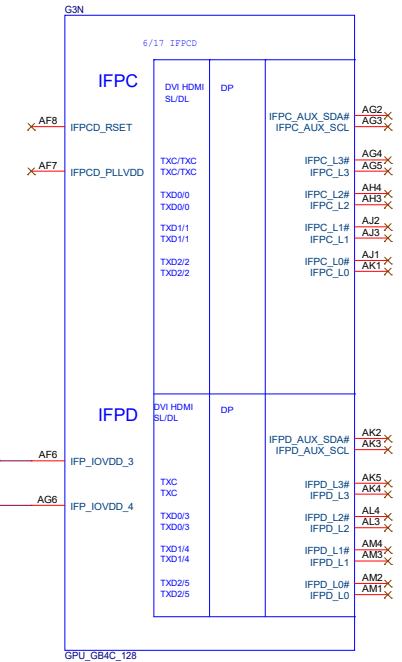 G3N
6/17 IFPCD
IFPC
DVI HDMI DP
SL/DL
IFPC_AUX_SDA# AG2
IFPC_AUX_SCL AG3
AF8 IFPCD_RSET
TXC/TXC IFPC_L3# AG4
AF7 IFPCD_PLLVDD TXC/TXC IFPC_L3 AG5
TXD0/0 IFPC_L2# AH4
TXD0/0 IFPC_L2 AH3
TXD1/1 IFPC_L1# AJ2
TXD1/1 IFPC_L1 AJ3
TXD2/2 IFPC_L0# AJ1
TXD2/2 IFPC_L0 AK1
IFPD
DVI HDMI DP
SL/DL
IFPD_AUX_SDA# AK2
IFPD_AUX_SCL AK3
AF6 IFP_IOVDD_3
TXC IFPD_L3# AK5
TXC IFPD_L3 AK4
AG6 IFP_IOVDD_4
TXD0/3 IFPD_L2# AL4
TXD0/3 IFPD_L2 AL3
TXD1/4 IFPD_L1# AM4
TXD1/4 IFPD_L1 AM3
TXD2/5 IFPD_L0# AM2
TXD2/5 IFPD_L0 AM1
GPU_GB4C_128